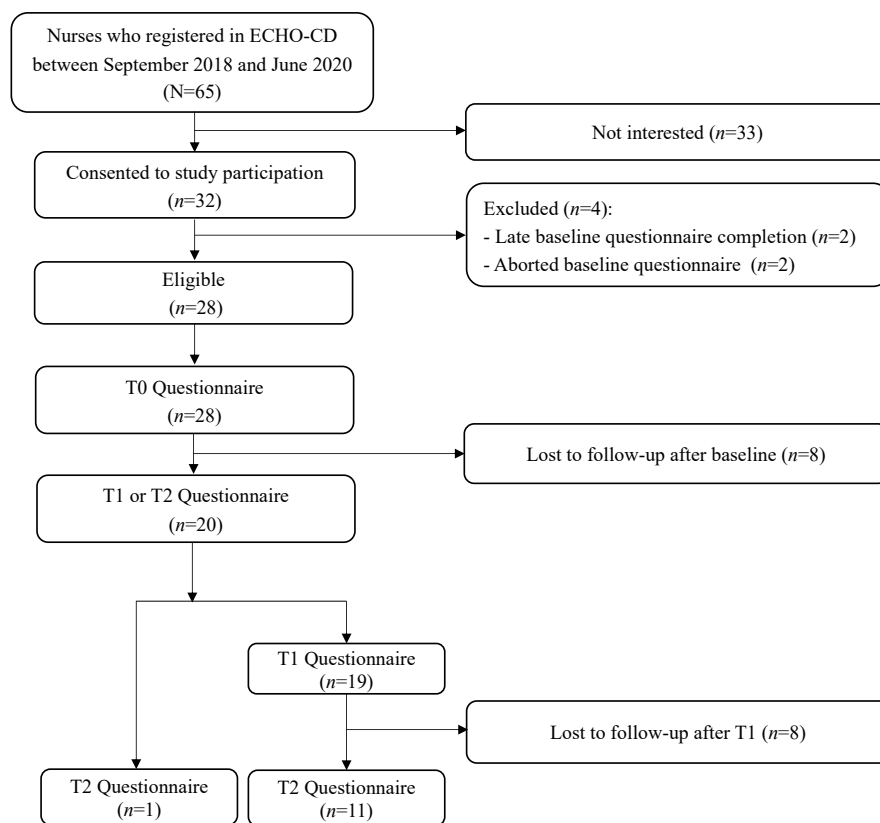 Nurses who registered in ECHO-CD
between September 2018 and June 2020
(N=65)
Not interested (n=33)
Consented to study participation
(n=32)
Excluded (n=4):
- Late baseline questionnaire completion (n=2)
- Aborted baseline questionnaire (n=2)
Eligible
(n=28)
T0 Questionnaire
(n=28)
Lost to follow-up after baseline (n=8)
T1 or T2 Questionnaire
(n=20)
T1 Questionnaire
(n=19)
Lost to follow-up after T1 (n=8)
T2 Questionnaire
(n=1)
T2 Questionnaire
(n=11)